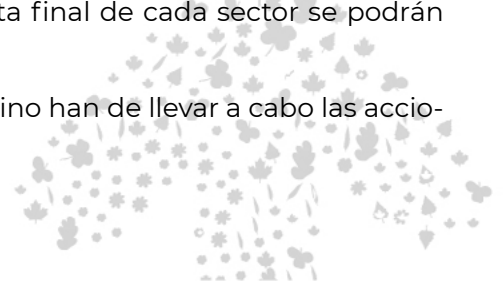 ta final de cada sector se podrán
ino han de llevar a cabo las accio-